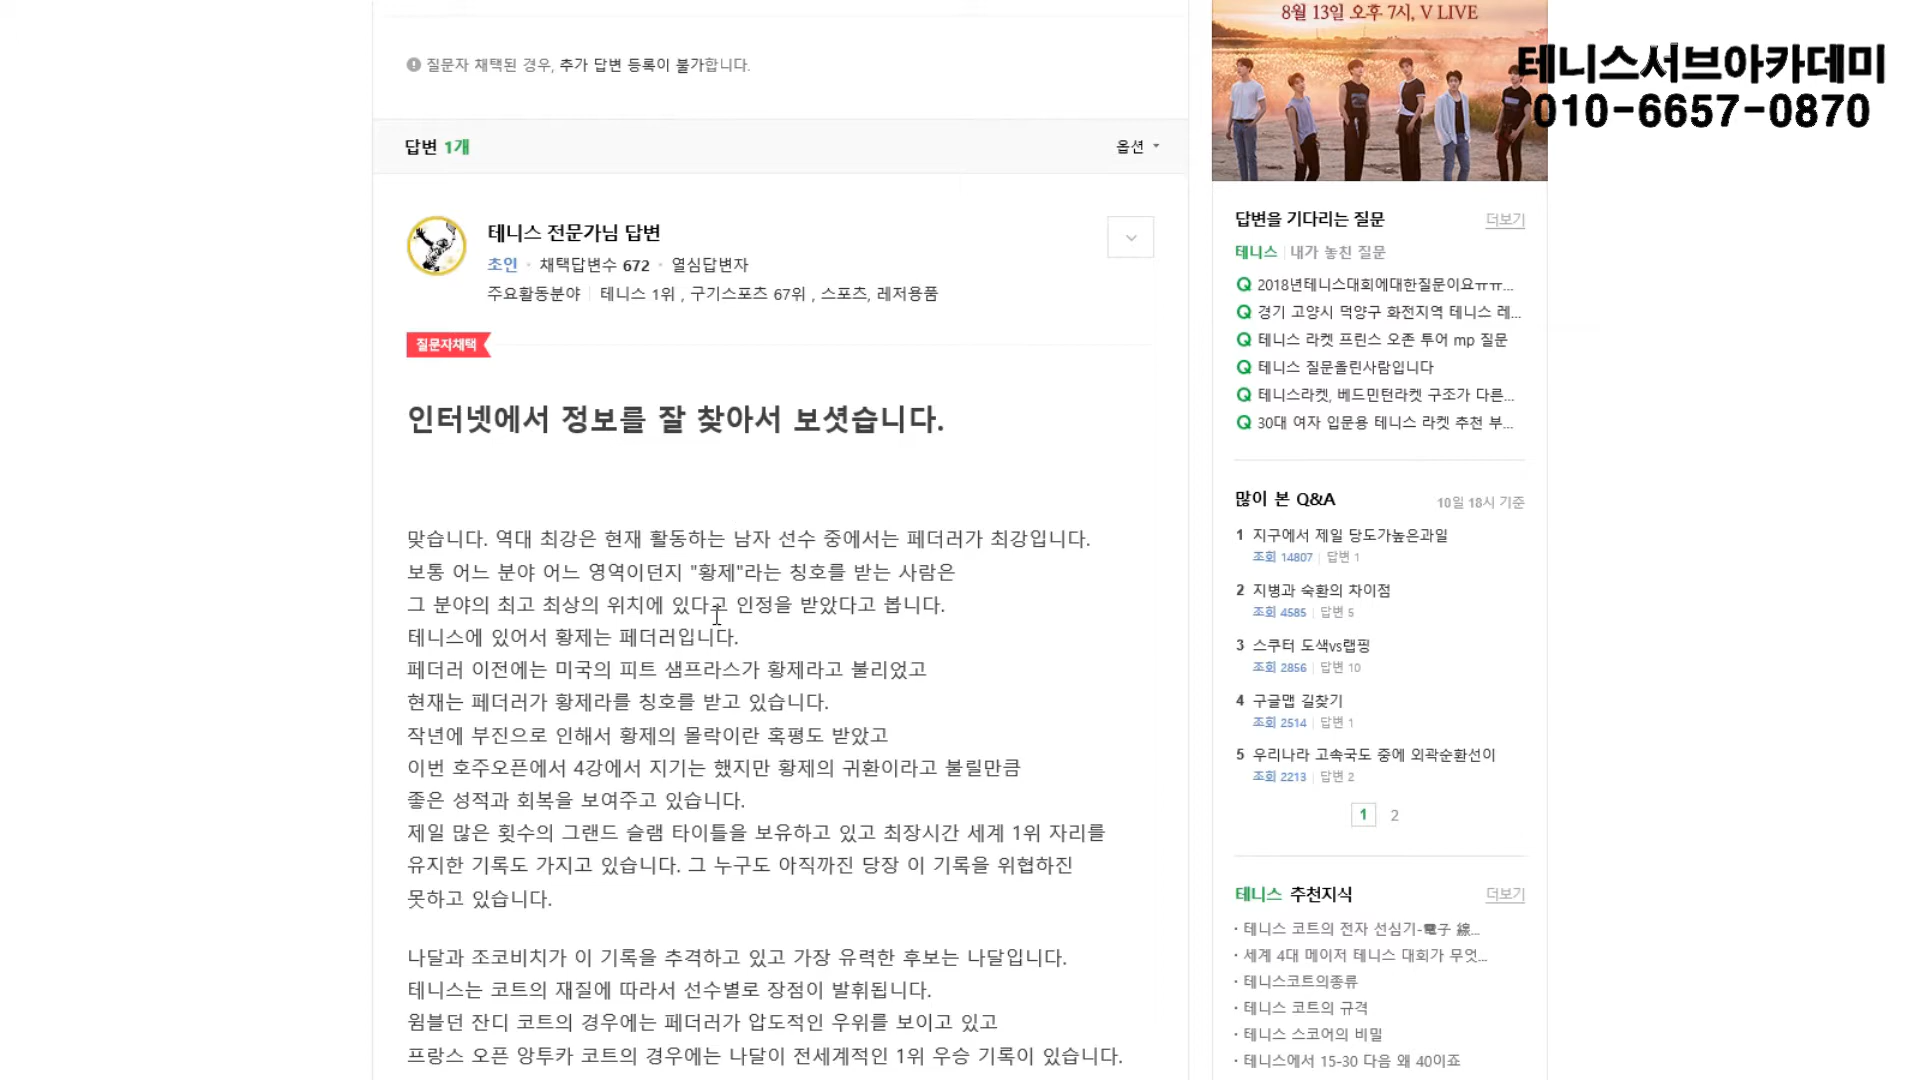 질문자 채택된 경우, 추가 답변 등록이 불가합니다.
답변 1개
옵션
테니스 전문가님 답변
초인 · 채택답변수 672 · 열심답변자
주요활동분야 | 테니스 1위 , 구기스포츠 67위 , 스포츠, 레저용품
질문자채택
인터넷에서 정보를 잘 찾아서 보셧습니다.
맞습니다. 역대 최강은 현재 활동하는 남자 선수 중에서는 페더러가 최강입니다.
보통 어느 분야 어느 영역이던지 "황제"라는 칭호를 받는 사람은
그 분야의 최고 최상의 위치에 있다고 인정을 받았다고 봅니다.
테니스에 있어서 황제는 페더러입니다.
페더러 이전에는 미국의 피트 샘프라스가 황제라고 불리었고
현재는 페더러가 황제라를 칭호를 받고 있습니다.
작년에 부진으로 인해서 황제의 몰락이란 혹평도 받았고
이번 호주오픈에서 4강에서 지기는 했지만 황제의 귀환이라고 불릴만큼
좋은 성적과 회복을 보여주고 있습니다.
제일 많은 횟수의 그랜드 슬램 타이틀을 보유하고 있고 최장시간 세계 1위 자리를
유지한 기록도 가지고 있습니다. 그 누구도 아직까진 당장 이 기록을 위협하진
못하고 있습니다.
나달과 조코비치가 이 기록을 추격하고 있고 가장 유력한 후보는 나달입니다.
테니스는 코트의 재질에 따라서 선수별로 장점이 발휘됩니다.
윔블던 잔디 코트의 경우에는 페더러가 압도적인 우위를 보이고 있고
프랑스 오픈 앙투카 코트의 경우에는 나달이 전세계적인 1위 우승 기록이 있습니다.
8월 13일 오후 7시, V LIVE
테니스서브아카데미
010-6657-0870
답변을 기다리는 질문
더보기
테니스 | 내가 놓친 질문
Q 2018년테니스대회에대한질문이요ㅠㅠ...
Q 경기 고양시 덕양구 화전지역 테니스 레...
Q 테니스 라켓 프린스 오존 투어 mp 질문
Q 테니스 질문올린사람입니다
Q 테니스라켓, 베드민턴라켓 구조가 다른...
Q 30대 여자 입문용 테니스 라켓 추천 부...
많이 본 Q&A
10일 18시 기준
1 지구에서 제일 당도가높은과일
조회 14807 | 답변 1
2 지병과 숙환의 차이점
조회 4585 | 답변 5
3 스쿠터 도색vs랩핑
조회 2856 | 답변 10
4 구글맵 길찾기
조회 2514 | 답변 1
5 우리나라 고속국도 중에 외곽순환선이
조회 2213 | 답변 2
1 2
테니스 추천지식
더보기
· 테니스 코트의 전자 선심기-電子 線...
· 세계 4대 메이저 테니스 대회가 무엇...
· 테니스코트의종류
· 테니스 코트의 규격
· 테니스 스코어의 비밀
· 테니스에서 15-30 다음 왜 40이죠